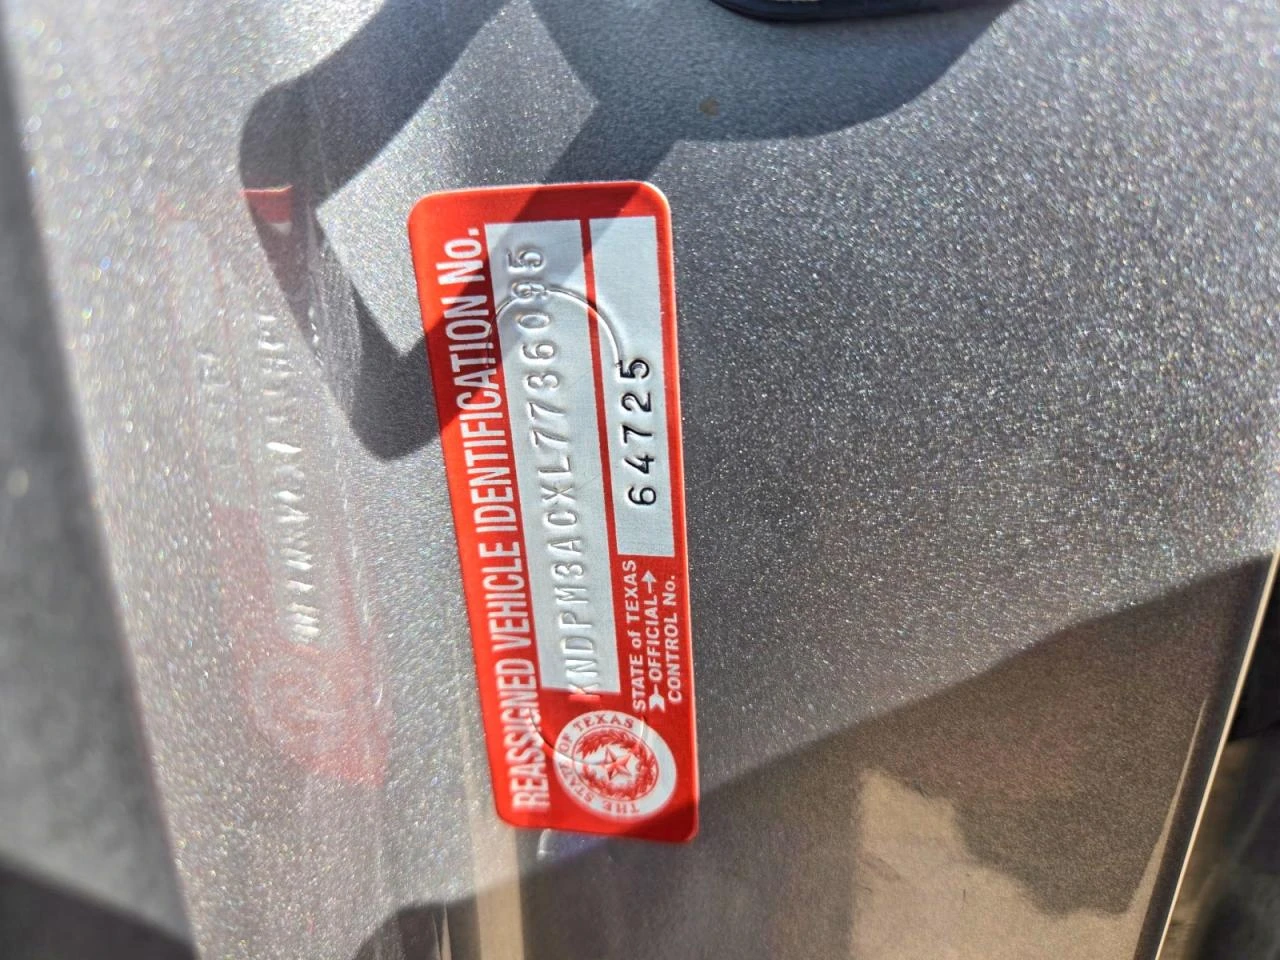 REASSIGNED VEHICLE IDENTIFICATION No.
KNDPM3ACXL7736095
STATE of TEXAS
OFFICIAL→
CONTROL No.
64725
THE STATE OF TEXAS